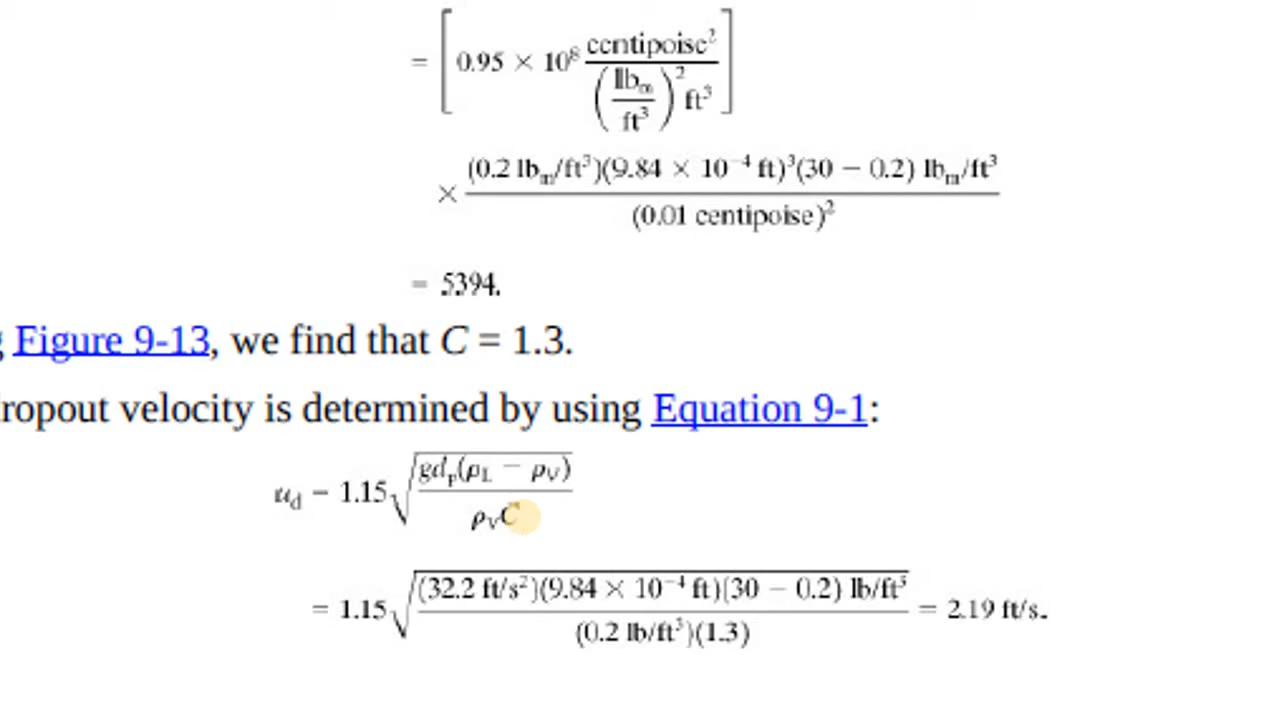 = [ 0.95 × 10⁸ centipoise² / (lbₘ/ft³)² ft³ ]
× (0.2 lbₘ/ft³)(9.84 × 10⁻⁴ ft)³(30 − 0.2) lbₘ/ft³ / (0.01 centipoise)²
= 5394.
g Figure 9-13, we find that C = 1.3.
ropout velocity is determined by using Equation 9-1:
u_d = 1.15 √( gd_p(ρ_L − ρ_V) / ρ_V C )
= 1.15 √( (32.2 ft/s²)(9.84 × 10⁻⁴ ft)(30 − 0.2) lb/ft³ / (0.2 lb/ft³)(1.3) ) = 2.19 ft/s.